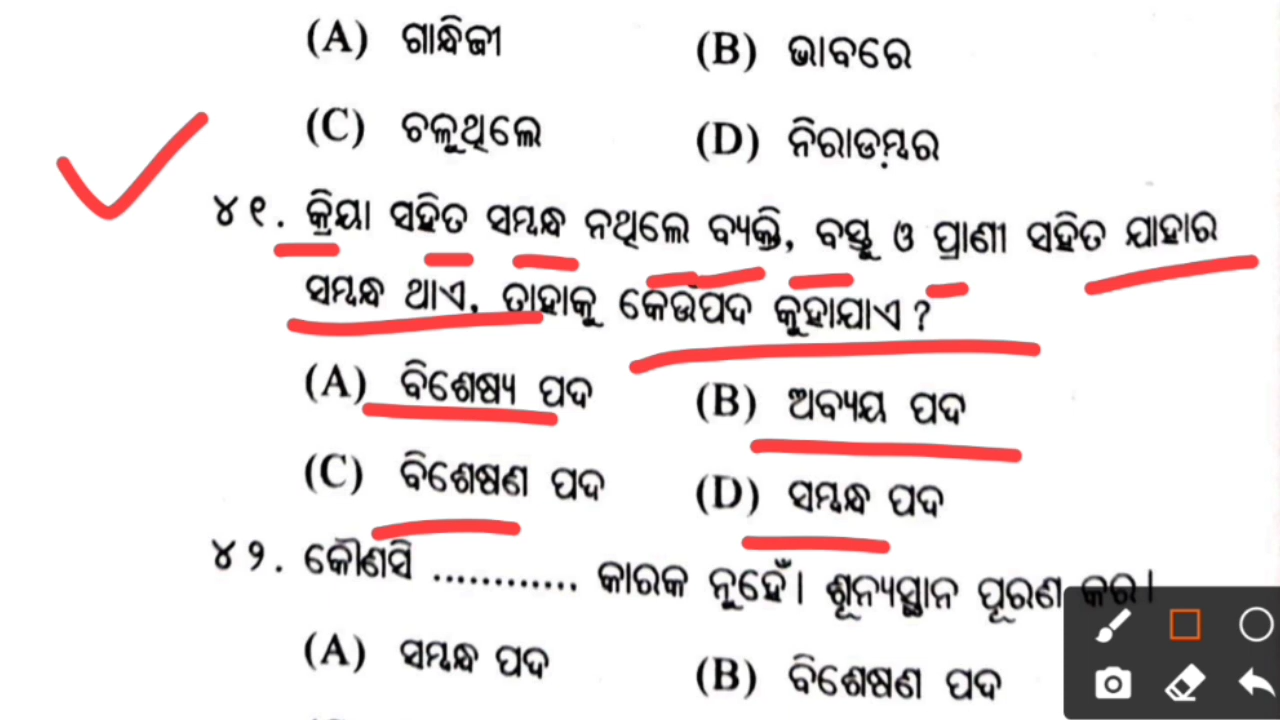 (A) ଗାନ୍ଧିଜୀ (B) ଭାବରେ
(C) ଚଳୁଥିଲେ (D) ନିରାଡ଼ମ୍ବର
୪୧. କ୍ରିୟା ସହିତ ସମ୍ବନ୍ଧ ନଥିଲେ ବ୍ୟକ୍ତି, ବସ୍ତୁ ଓ ପ୍ରାଣୀ ସହିତ ଯାହାର
ସମ୍ବନ୍ଧ ଥାଏ, ତାହାକୁ କେଉଁପଦ କୁହାଯାଏ ?
(A) ବିଶେଷ୍ୟ ପଦ (B) ଅବ୍ୟୟ ପଦ
(C) ବିଶେଷଣ ପଦ (D) ସମ୍ବନ୍ଧ ପଦ
୪୨. କୌଣସି ............ କାରକ ନୁହେଁ। ଶୂନ୍ୟସ୍ଥାନ ପୂରଣ କର।
(A) ସମ୍ବନ୍ଧ ପଦ (B) ବିଶେଷଣ ପଦ